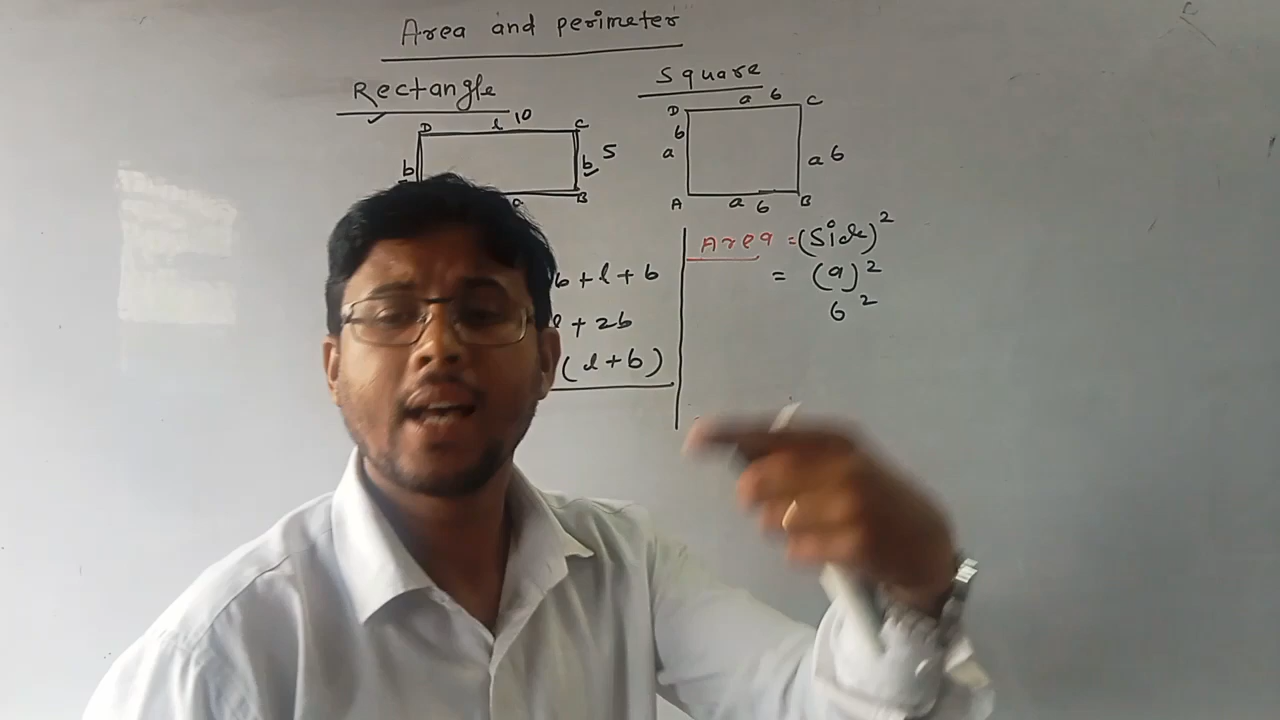 Area and perimeter
Rectangle
D l 10 C
b b 5
B
b + l + b
+ 2b
( l + b )
Square
D a 6 C
6
a a 6
A a 6 B
Area = (Side)²
= (a)²
6²